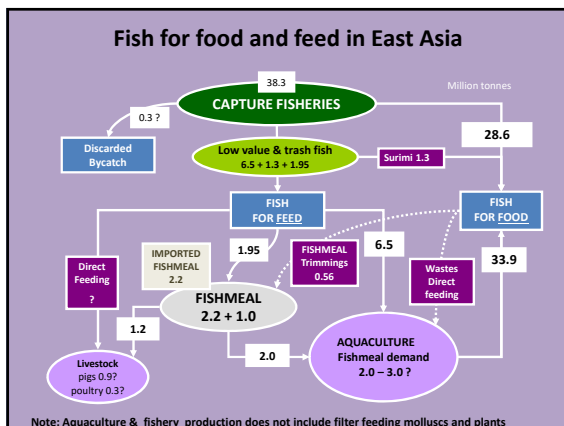 Fish for food and feed in East Asia
38.3
Million tonnes
CAPTURE FISHERIES
0.3 ?
28.6
Discarded
Bycatch
Low value & trash fish
6.5 + 1.3 + 1.95
Surimi 1.3
FISH
FOR FEED
FISH
FOR FOOD
Direct
Feeding
?
IMPORTED
FISHMEAL
2.2
1.95
FISHMEAL
Trimmings
0.56
6.5
Wastes
Direct
feeding
33.9
FISHMEAL
2.2 + 1.0
1.2
2.0
AQUACULTURE
Fishmeal demand
2.0 – 3.0 ?
Livestock
pigs 0.9?
poultry 0.3?
Note: Aquaculture & fishery production does not include filter feeding molluscs and plants